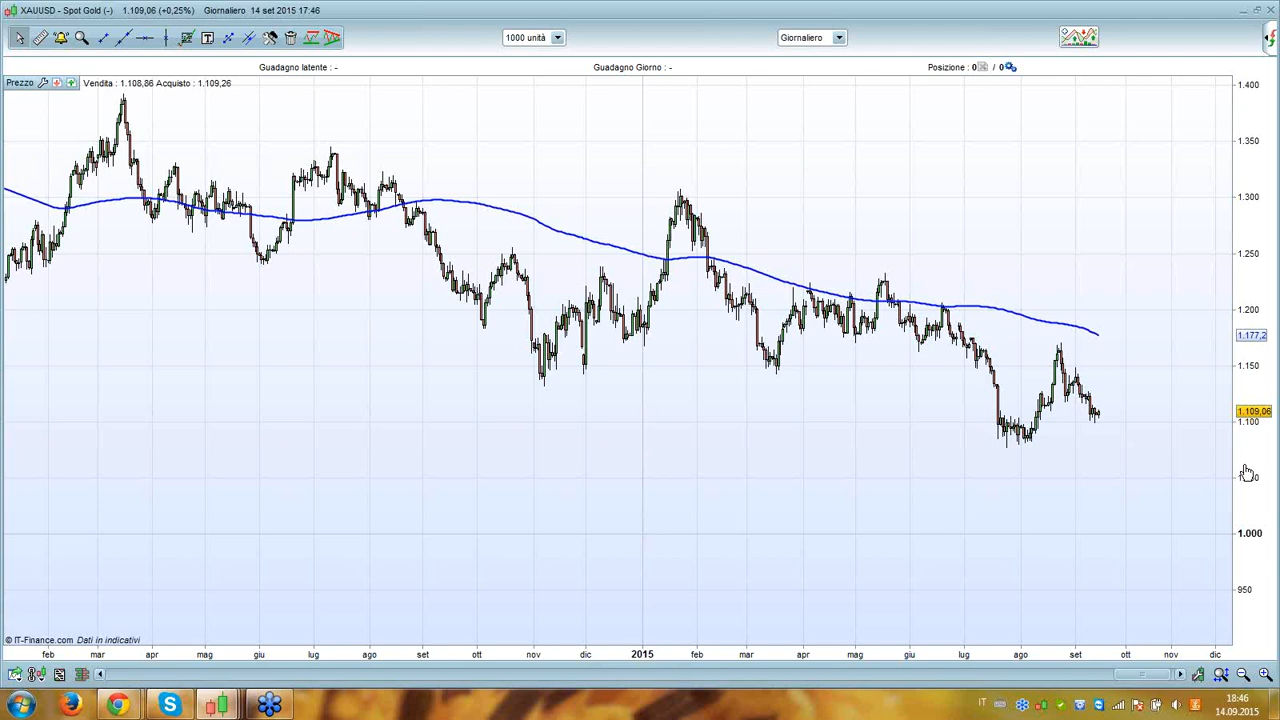 XAUUSD - Spot Gold (-) 1.109,06 (+0,25%) Giornaliero 14 set 2015 17:46
1000 unità Giornaliero
Guadagno latente : - Guadagno Giorno : - Posizione : 0 / 0
Prezzo Vendita : 1.108,86 Acquisto : 1.109,26
1.400
1.350
1.300
1.250
1.200
1.177,2
1.150
1.109,06
1.100
1.000
950
© IT-Finance.com Dati in indicativi
feb mar apr mag giu lug ago set ott nov dic 2015 feb mar apr mag giu lug ago set ott nov dic
IT 18:46
14.09.2015